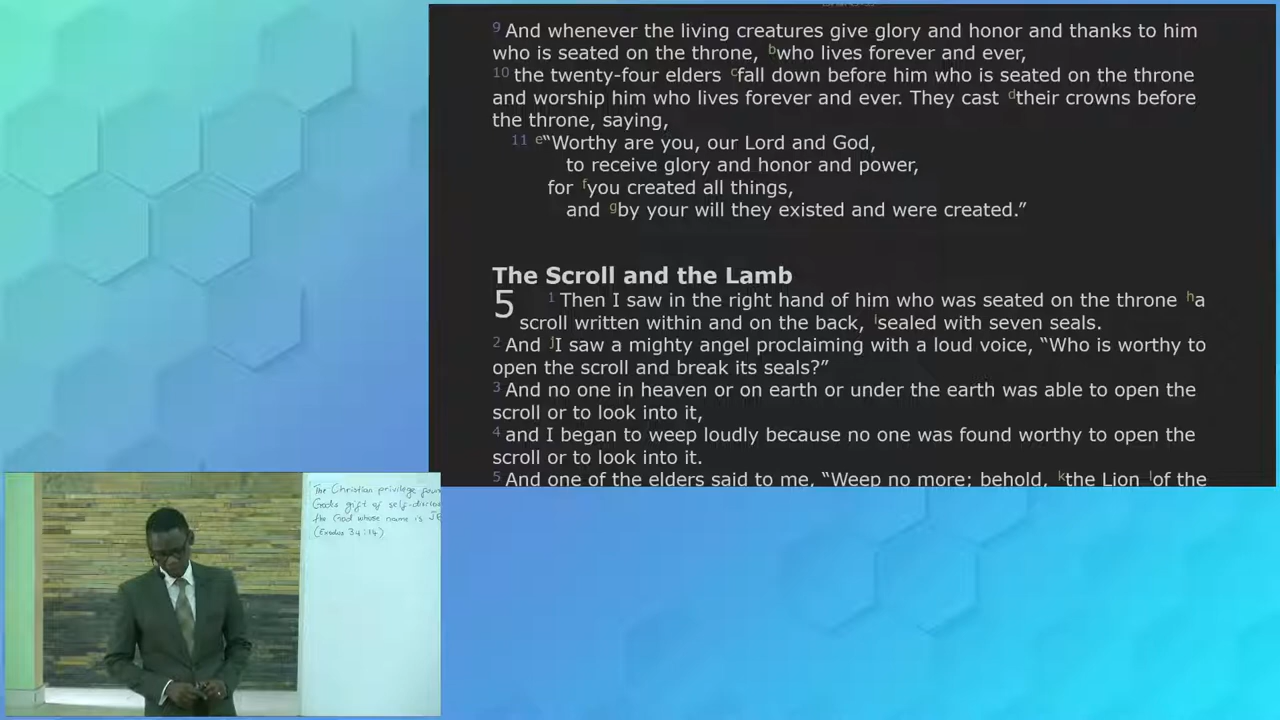 9 And whenever the living creatures give glory and honor and thanks to him
who is seated on the throne, b who lives forever and ever,
10 the twenty-four elders c fall down before him who is seated on the throne
and worship him who lives forever and ever. They cast d their crowns before
the throne, saying,
11 e “Worthy are you, our Lord and God,
to receive glory and honor and power,
for f you created all things,
and g by your will they existed and were created.”
The Scroll and the Lamb
5 1 Then I saw in the right hand of him who was seated on the throne h a
scroll written within and on the back, i sealed with seven seals.
2 And j I saw a mighty angel proclaiming with a loud voice, “Who is worthy to
open the scroll and break its seals?”
3 And no one in heaven or on earth or under the earth was able to open the
scroll or to look into it,
4 and I began to weep loudly because no one was found worthy to open the
scroll or to look into it.
5 And one of the elders said to me, “Weep no more; behold, k the Lion l of the
The Christian privilege
God's gift of self-
the God whose name is
(Exodus 34:14)